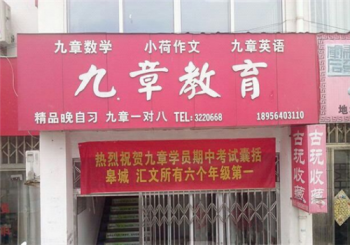 九章数学 小荷作文 九章英语
九章教育
精品晚自习 九章一对八 TEL:3220668 18956403110
热烈祝贺九章学员期中考试囊括
皋城 汇文所有六个年级第一
古玩收藏
古玩收藏
地